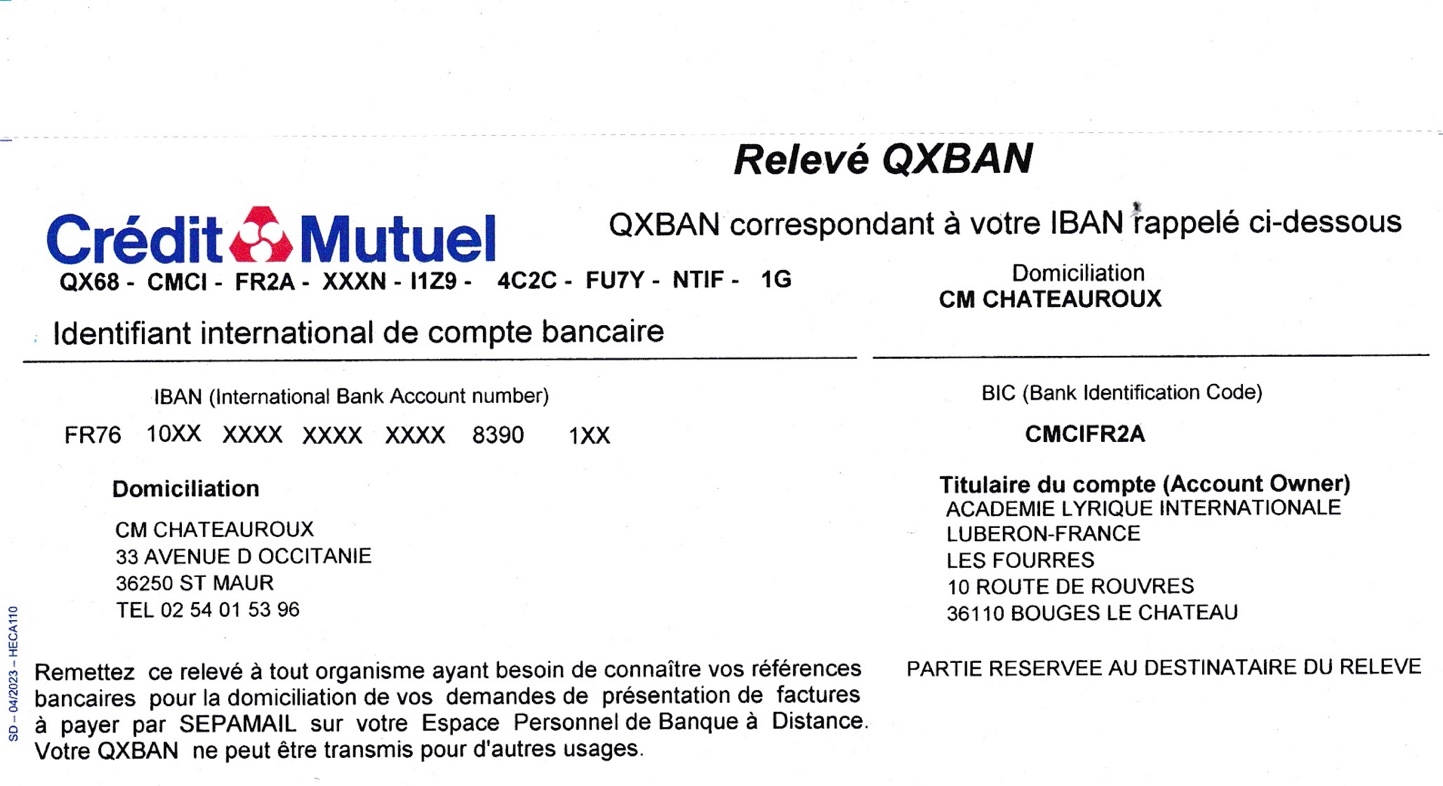 Relevé QXBAN
Crédit Mutuel
QXBAN correspondant à votre IBAN rappelé ci-dessous
QX68 - CMCI - FR2A - XXXN - I1Z9 - 4C2C - FU7Y - NTIF - 1G
Domiciliation
CM CHATEAUROUX
Identifiant international de compte bancaire
IBAN (International Bank Account number)
FR76 10XX XXXX XXXX XXXX 8390 1XX
BIC (Bank Identification Code)
CMCIFR2A
Domiciliation
CM CHATEAUROUX
33 AVENUE D OCCITANIE
36250 ST MAUR
TEL 02 54 01 53 96
Titulaire du compte (Account Owner)
ACADEMIE LYRIQUE INTERNATIONALE
LUBERON-FRANCE
LES FOURRES
10 ROUTE DE ROUVRES
36110 BOUGES LE CHATEAU
SD – 04/2023 – HECA110
Remettez ce relevé à tout organisme ayant besoin de connaître vos références
bancaires pour la domiciliation de vos demandes de présentation de factures
à payer par SEPAMAIL sur votre Espace Personnel de Banque à Distance.
Votre QXBAN ne peut être transmis pour d'autres usages.
PARTIE RESERVEE AU DESTINATAIRE DU RELEVE